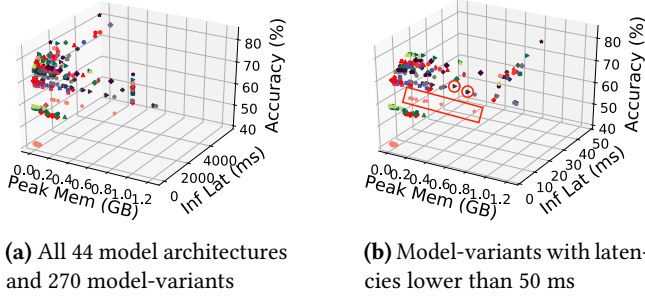 80
70
60
50
40
Accuracy (%)
4000
2000
0
Inf Lat (ms)
0.0 0.2 0.4 0.6 0.8 1.0 1.2
Peak Mem (GB)
80
70
60
50
40
Accuracy (%)
50
40
30
20
10
0
Inf Lat (ms)
0.0 0.2 0.4 0.6 0.8 1.0 1.2
Peak Mem (GB)
(a) All 44 model architectures
and 270 model-variants
(b) Model-variants with laten-
cies lower than 50 ms